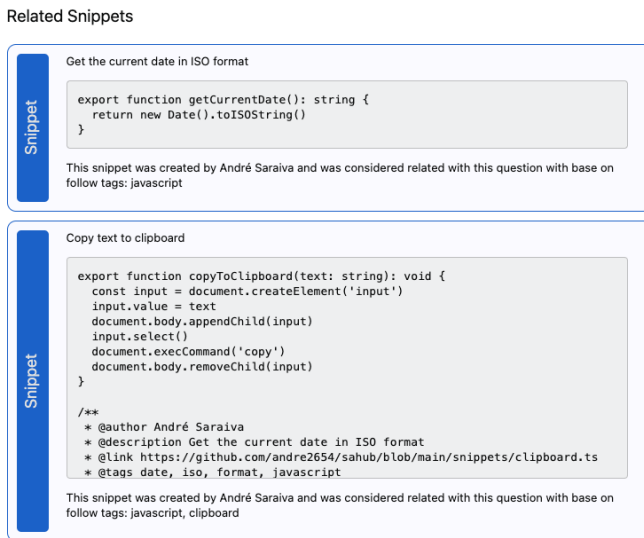 Related Snippets
Snippet
Get the current date in ISO format
export function getCurrentDate(): string {
  return new Date().toISOString()
}
This snippet was created by André Saraiva and was considered related with this question with base on
follow tags: javascript
Snippet
Copy text to clipboard
export function copyToClipboard(text: string): void {
  const input = document.createElement('input')
  input.value = text
  document.body.appendChild(input)
  input.select()
  document.execCommand('copy')
  document.body.removeChild(input)
}
/**
 * @author André Saraiva
 * @description Get the current date in ISO format
 * @link https://github.com/andre2654/sahub/blob/main/snippets/clipboard.ts
 * @tags date, iso, format, javascript
This snippet was created by André Saraiva and was considered related with this question with base on
follow tags: javascript, clipboard